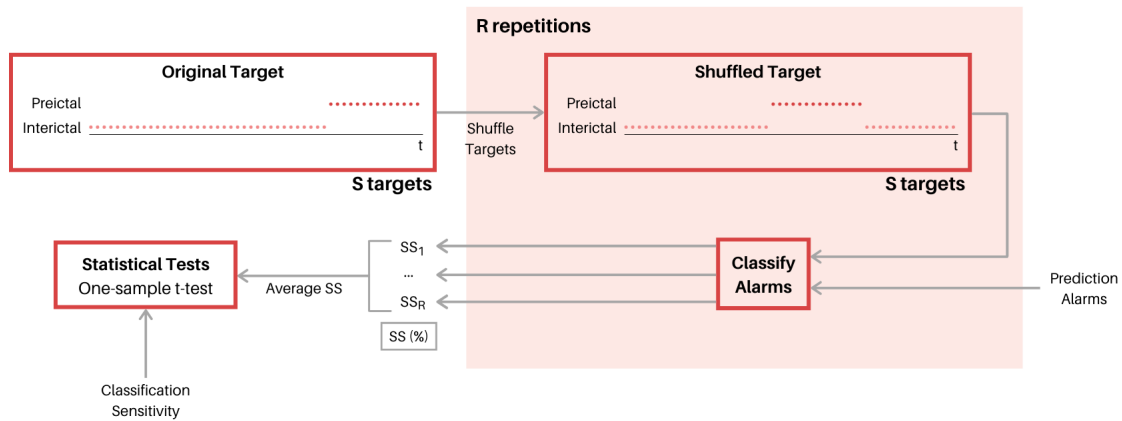 R repetitions
Original Target
Preictal
Interictal
t
S targets
Shuffle
Targets
Shuffled Target
Preictal
Interictal
t
S targets
Statistical Tests
One-sample t-test
Average SS
SS1
...
SSR
SS (%)
Classify
Alarms
Prediction
Alarms
Classification
Sensitivity